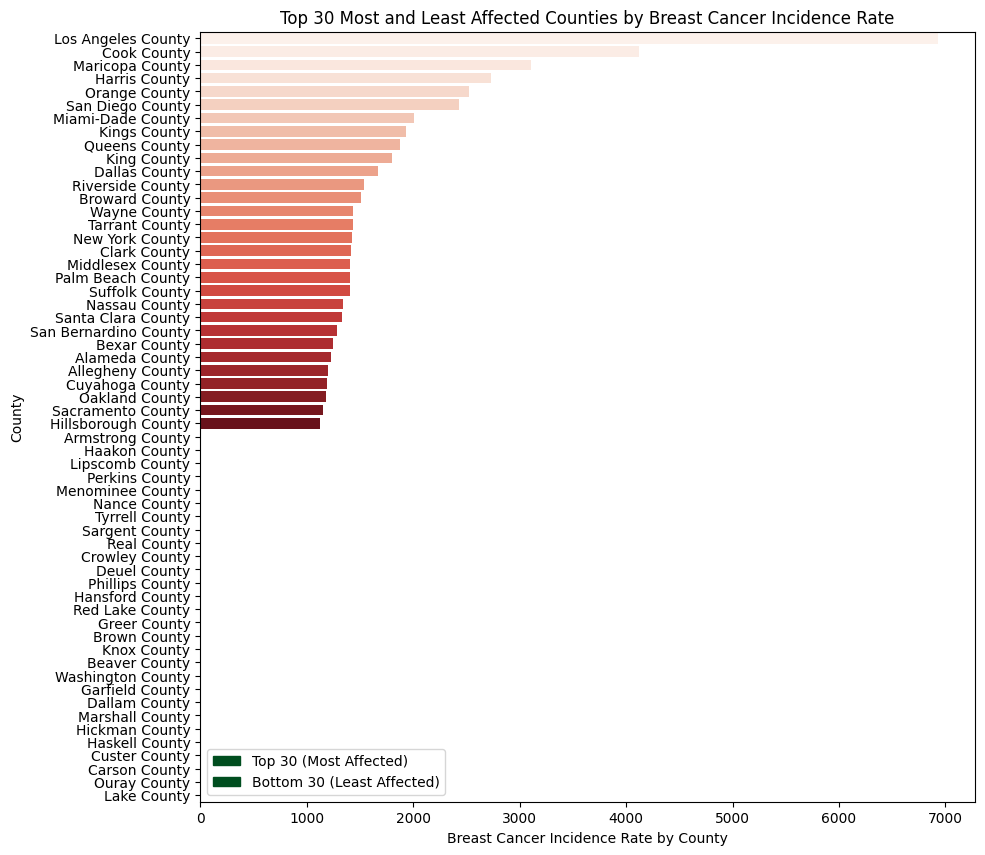 Top 30 Most and Least Affected Counties by Breast Cancer Incidence Rate
Los Angeles County
Cook County
Maricopa County
Harris County
Orange County
San Diego County
Miami-Dade County
Kings County
Queens County
King County
Dallas County
Riverside County
Broward County
Wayne County
Tarrant County
New York County
Clark County
Middlesex County
Palm Beach County
Suffolk County
Nassau County
Santa Clara County
San Bernardino County
Bexar County
Alameda County
Allegheny County
Cuyahoga County
Oakland County
Sacramento County
Hillsborough County
Armstrong County
Haakon County
Lipscomb County
Perkins County
Menominee County
Nance County
Tyrrell County
Sargent County
Real County
Crowley County
Deuel County
Phillips County
Hansford County
Red Lake County
Greer County
Brown County
Knox County
Beaver County
Washington County
Garfield County
Dallam County
Marshall County
Hickman County
Haskell County
Custer County
Carson County
Ouray County
Lake County
County
Top 30 (Most Affected)
Bottom 30 (Least Affected)
0 1000 2000 3000 4000 5000 6000 7000
Breast Cancer Incidence Rate by County